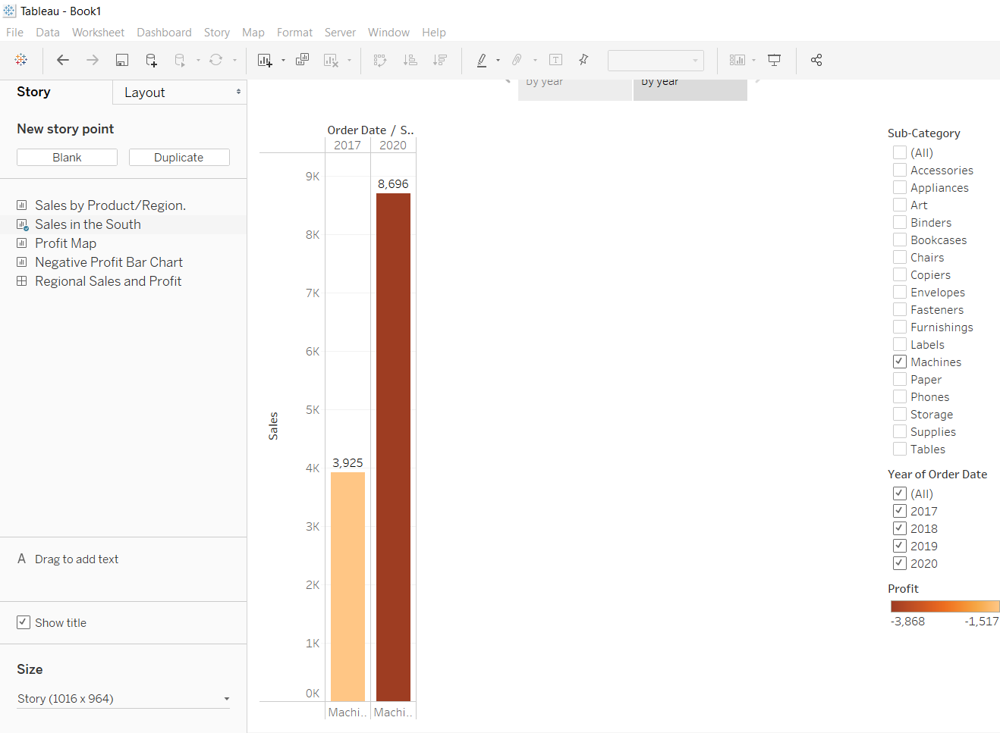 Tableau - Book1
File Data Worksheet Dashboard Story Map Format Server Window Help
Story
Layout
New story point
Blank
Duplicate
Sales by Product/Region.
Sales in the South
Profit Map
Negative Profit Bar Chart
Regional Sales and Profit
A Drag to add text
Show title
Size
Story (1016 x 964)
by year
by year
Order Date / S..
2017 2020
9K
8K
7K
6K
5K
4K
3K
2K
1K
0K
Sales
3,925
8,696
Machi.. Machi..
Sub-Category
(All)
Accessories
Appliances
Art
Binders
Bookcases
Chairs
Copiers
Envelopes
Fasteners
Furnishings
Labels
Machines
Paper
Phones
Storage
Supplies
Tables
Year of Order Date
(All)
2017
2018
2019
2020
Profit
-3,868 -1,517